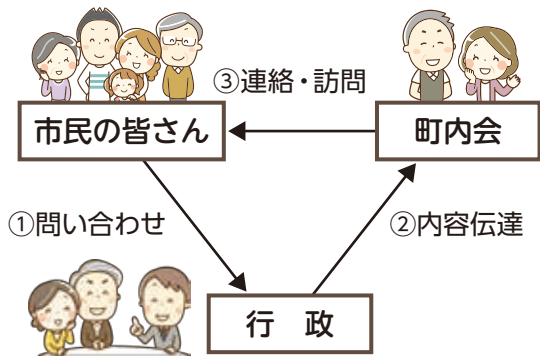 ③連絡・訪問
市民の皆さん
町内会
①問い合わせ
②内容伝達
行 政